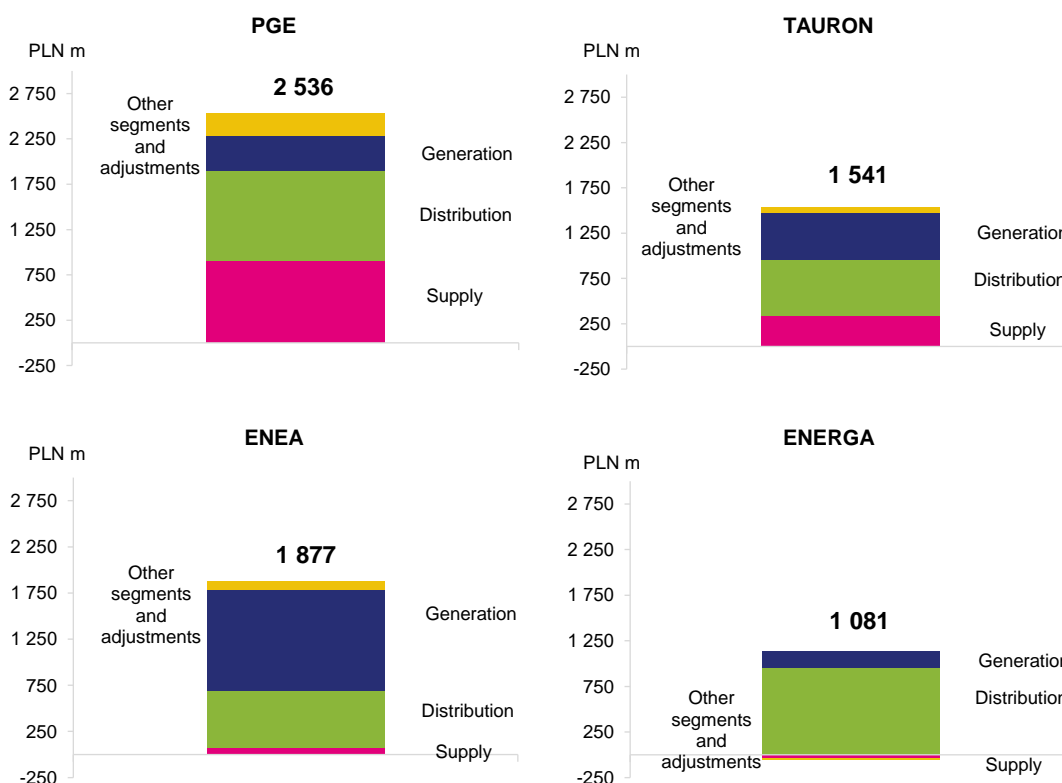 PGE
PLN m
2 750
2 250
1 750
1 250
750
250
-250
2 536
Other
segments
and
adjustments
Generation
Distribution
Supply
TAURON
PLN m
2 750
2 250
1 750
1 250
750
250
-250
1 541
Other
segments
and
adjustments
Generation
Distribution
Supply
ENEA
PLN m
2 750
2 250
1 750
1 250
750
250
-250
1 877
Other
segments
and
adjustments
Generation
Distribution
Supply
ENERGA
PLN m
2 750
2 250
1 750
1 250
750
250
-250
1 081
Generation
Distribution
Other
segments
and
adjustments
Supply